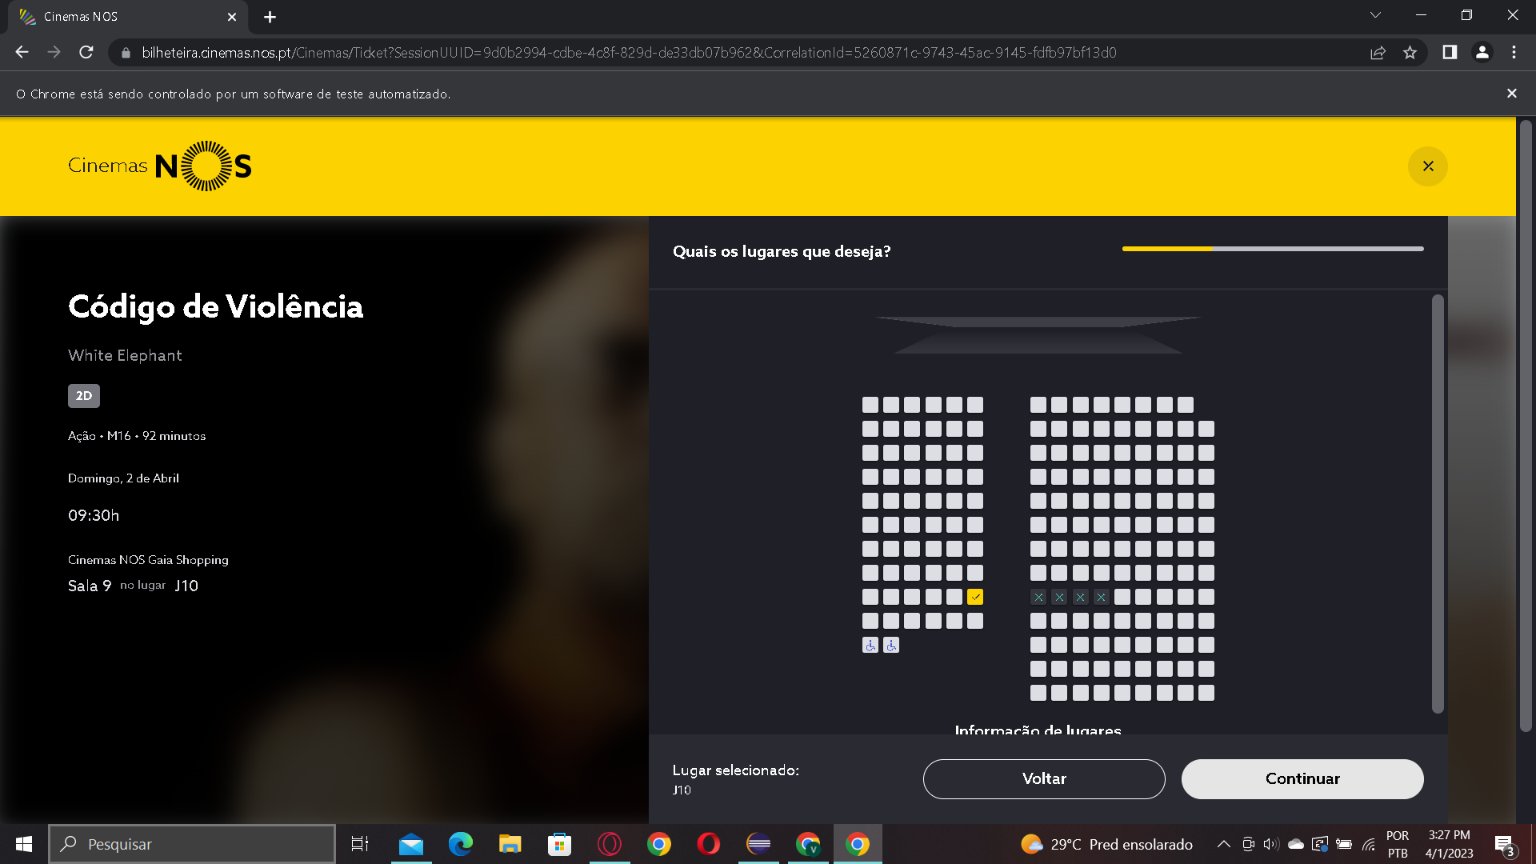 Cinemas NOS
bilheteira.cinemas.nos.pt/Cinemas/Ticket?SessionUUID=9d0b2994-cdbe-4c8f-829d-de33db07b962&CorrelationId=5260871c-9743-45ac-9145-fdfb97bf13d0
O Chrome está sendo controlado por um software de teste automatizado.
Cinemas NOS
Código de Violência
White Elephant
2D
Ação • M16 • 92 minutos
Domingo, 2 de Abril
09:30h
Cinemas NOS Gaia Shopping
Sala 9 no lugar J10
Quais os lugares que deseja?
Informação de lugares
Lugar selecionado:
J10
Voltar
Continuar
Pesquisar
29°C Pred ensolarado
POR
PTB
3:27 PM
4/1/2023
3